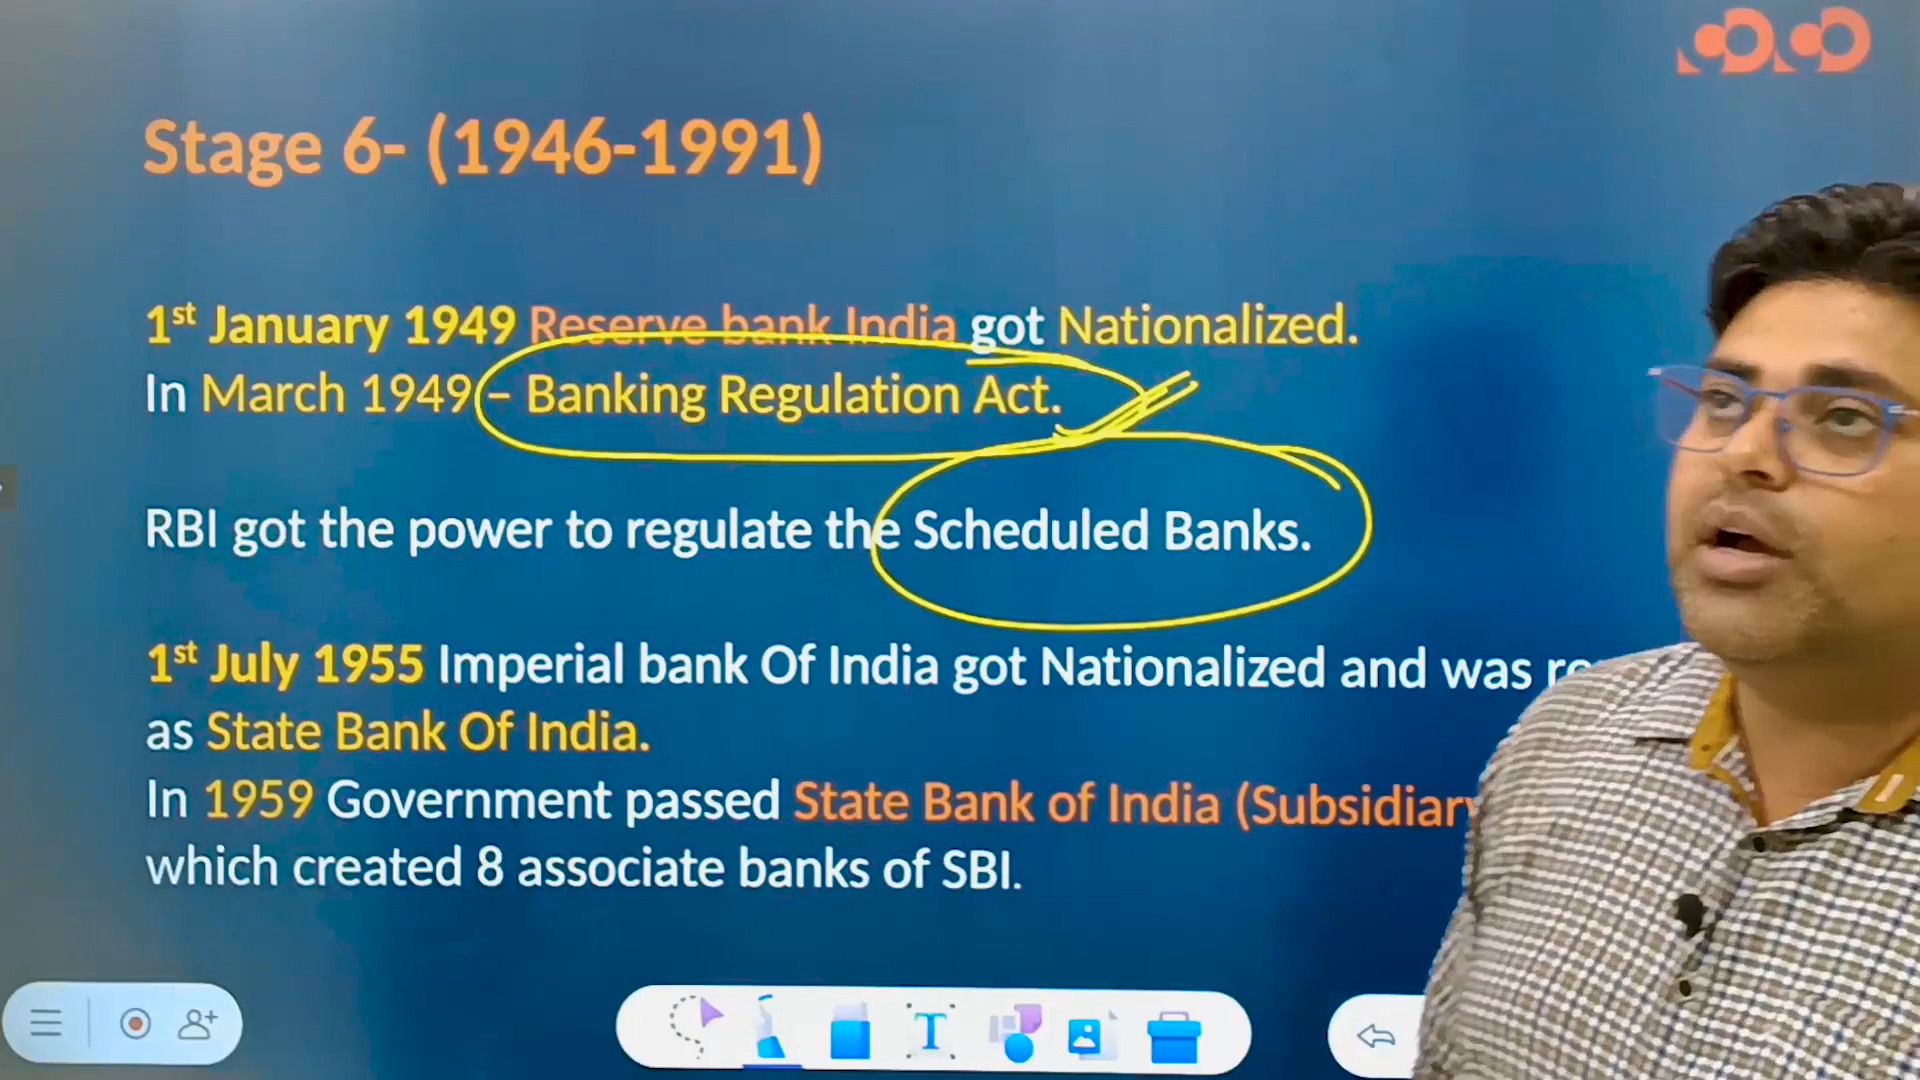 Stage 6- (1946-1991)
1st January 1949 Reserve bank India got Nationalized.
In March 1949 – Banking Regulation Act.
RBI got the power to regulate the Scheduled Banks.
1st July 1955 Imperial bank Of India got Nationalized and was
as State Bank Of India.
In 1959 Government passed State Bank of India (Subsidiary
which created 8 associate banks of SBI.